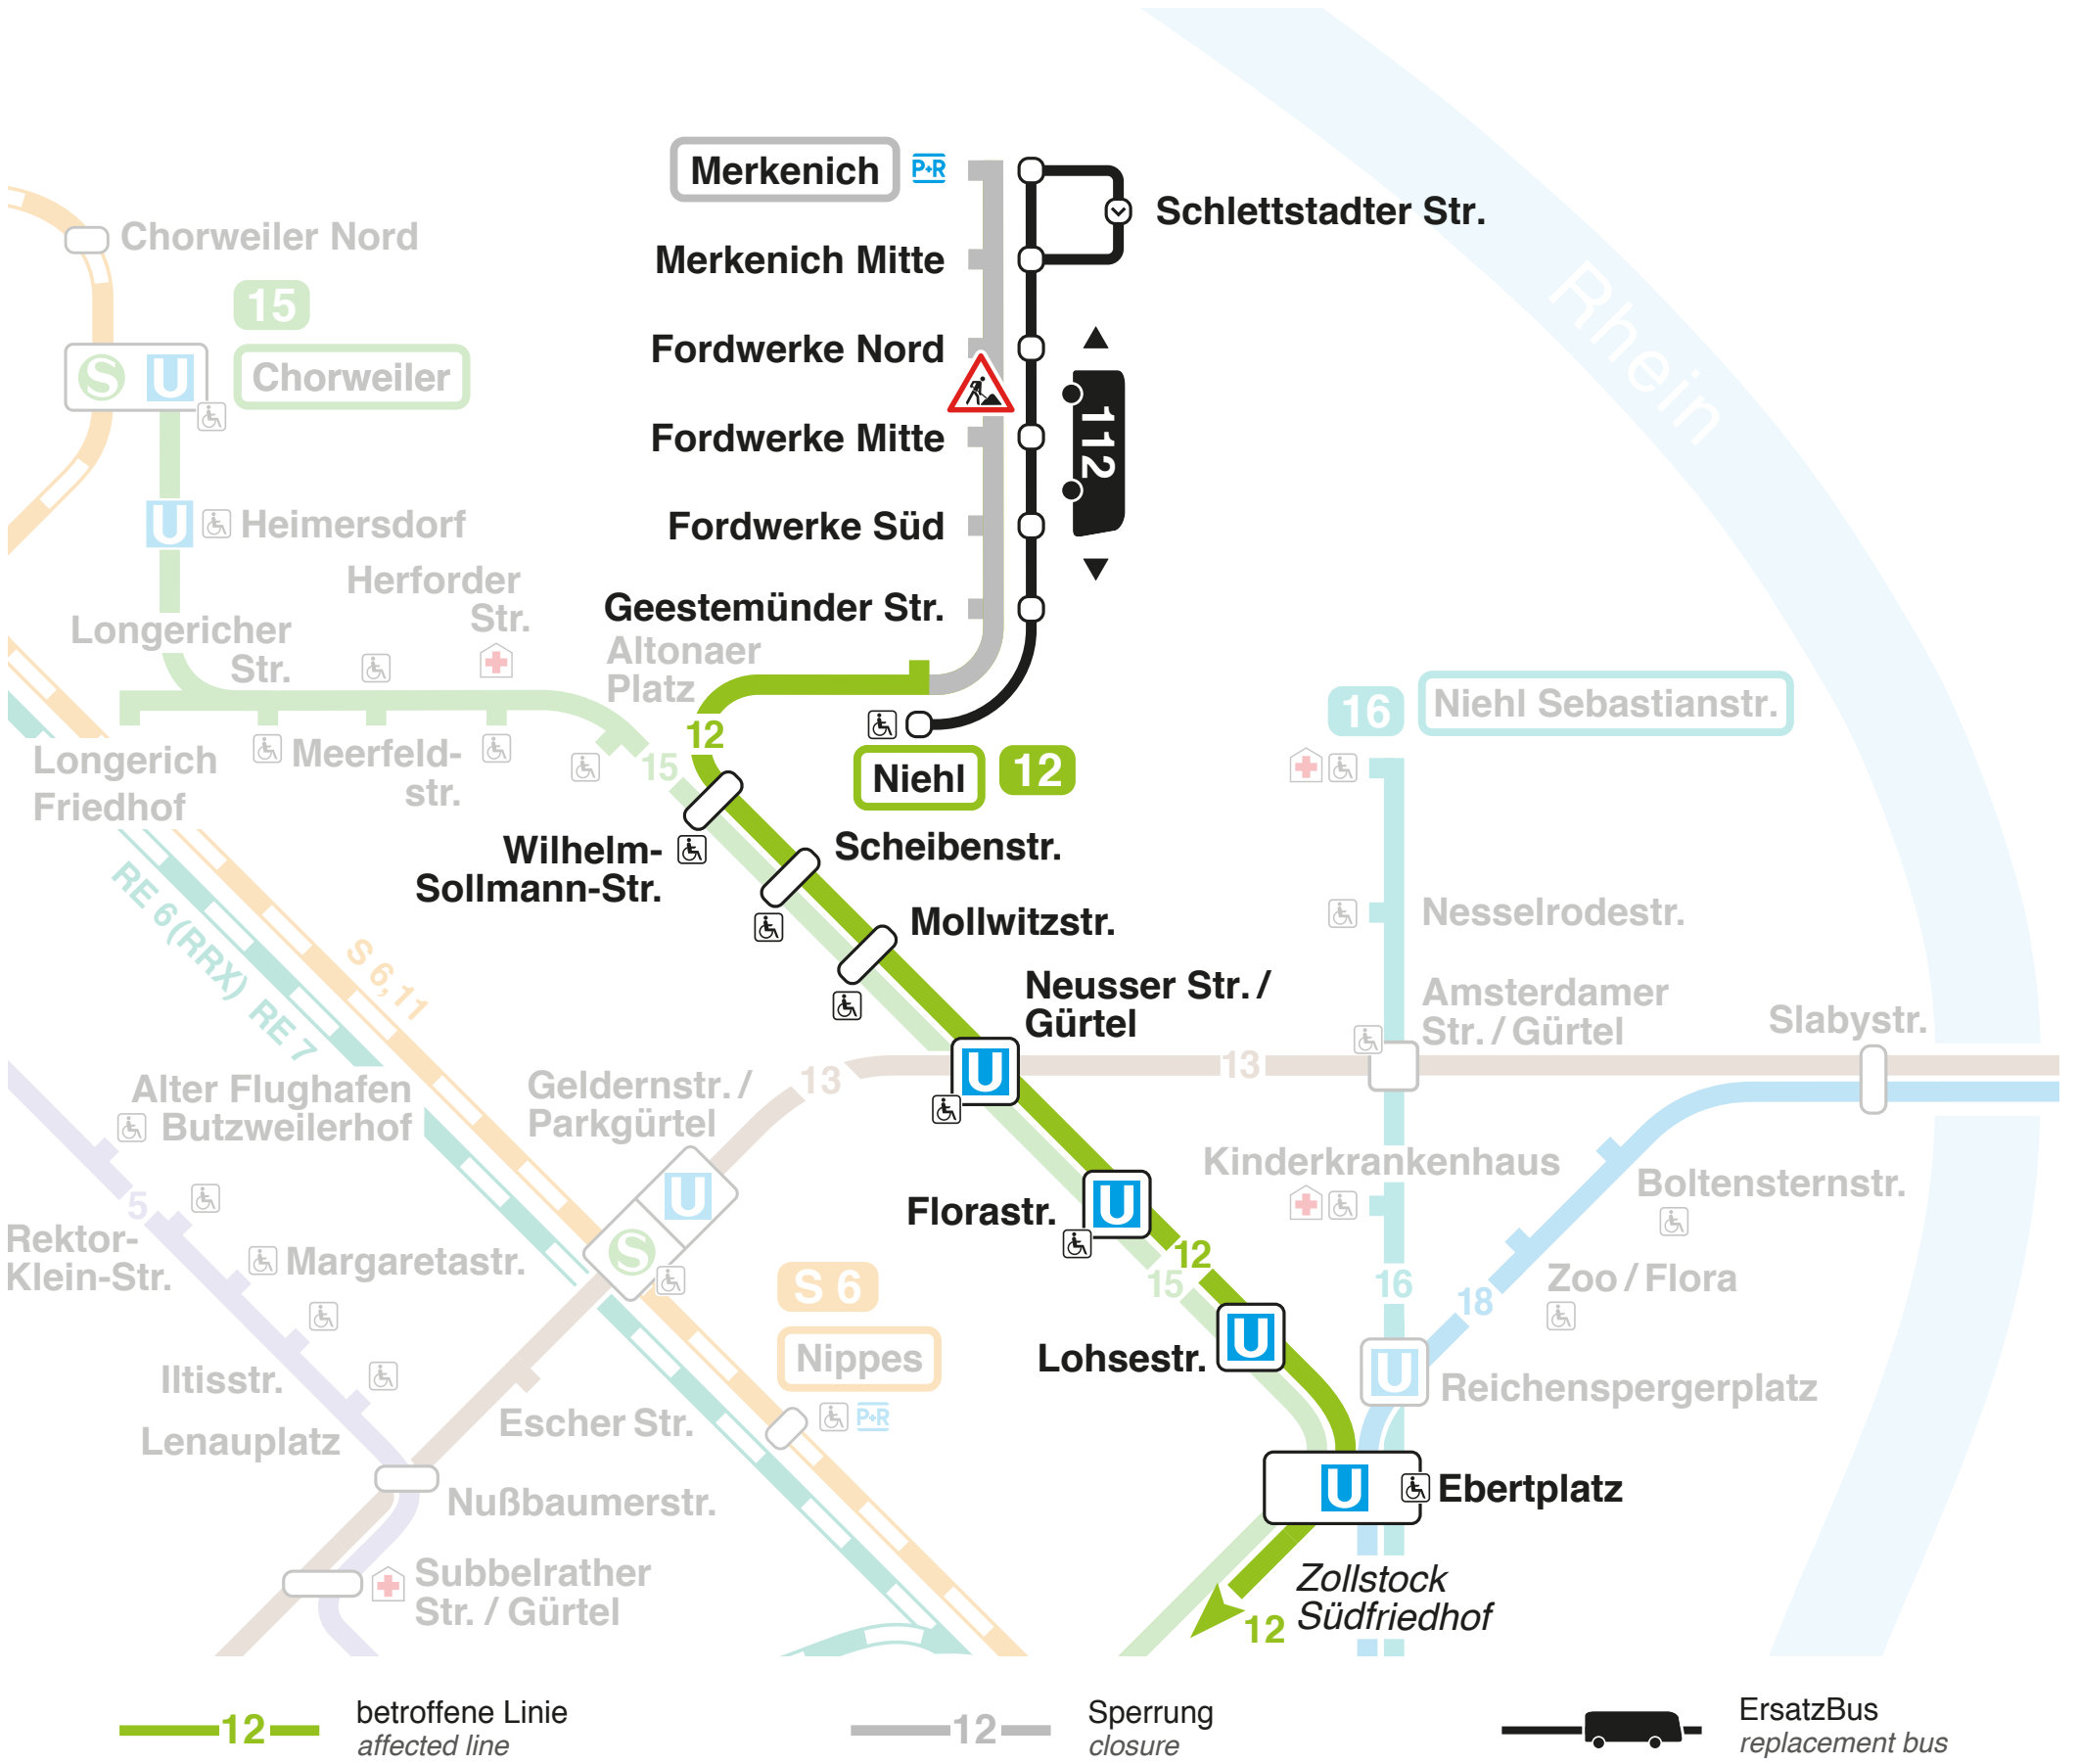 Merkenich P+R
Schlettstadter Str.
Merkenich Mitte
Chorweiler Nord
15
Chorweiler
S U
Fordwerke Nord
Rhein
Fordwerke Mitte
112
Fordwerke Süd
U Heimersdorf
Herforder
Str.
Geestemünder Str.
Longericher
Str.
Altonaer
Platz
12
15
Longerich
Friedhof
Meerfeld-
str.
Niehl 12
16 Niehl Sebastianstr.
Wilhelm-
Sollmann-Str.
Scheibenstr.
Mollwitzstr.
Nesselrodestr.
RE 6 (RRX) RE 7
S 6,11
Neusser Str. /
Gürtel
U
Amsterdamer
Str. / Gürtel
Slabystr.
13
13
Alter Flughafen
Butzweilerhof
Geldernstr. /
Parkgürtel
U
S
Kinderkrankenhaus
Boltensternstr.
5
Rektor-
Klein-Str.
Margaretastr.
Florastr.
U
12
15
16
18
Zoo / Flora
S 6
Nippes
P+R
Lohsestr.
U
U
Reichenspergerplatz
Iltisstr.
Lenauplatz
Escher Str.
Nußbaumerstr.
U
Ebertplatz
Subbelrather
Str. / Gürtel
Zollstock
Südfriedhof
12
12
betroffene Linie
affected line
12
Sperrung
closure
ErsatzBus
replacement bus